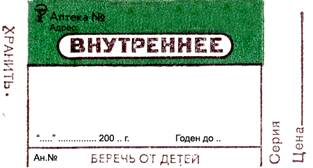 Аптека №
Адрес:
ВНУТРЕННЕЕ
ХРАНИТЬ •
"....." ................ 200 .. г. Годен до ..
Ан.№ БЕРЕЧЬ ОТ ДЕТЕЙ
Серия
Цена